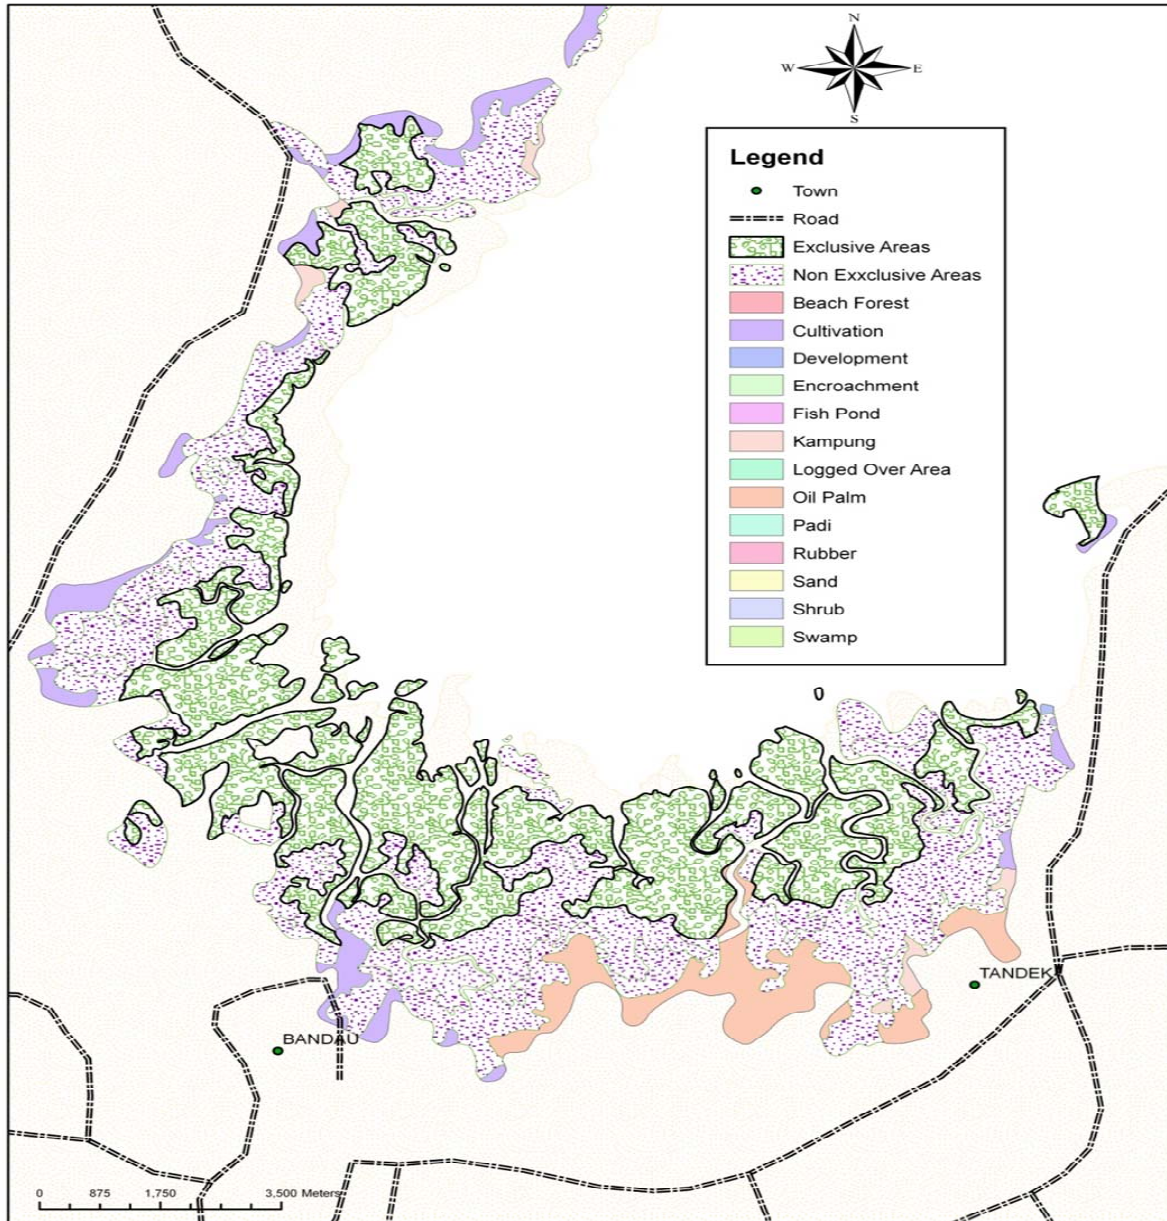 N
W E
S
Legend
Town
Road
Exclusive Areas
Non Exxclusive Areas
Beach Forest
Cultivation
Development
Encroachment
Fish Pond
Kampung
Logged Over Area
Oil Palm
Padi
Rubber
Sand
Shrub
Swamp
TANDEK
BANDAU
0 875 1,750 3,500 Meters